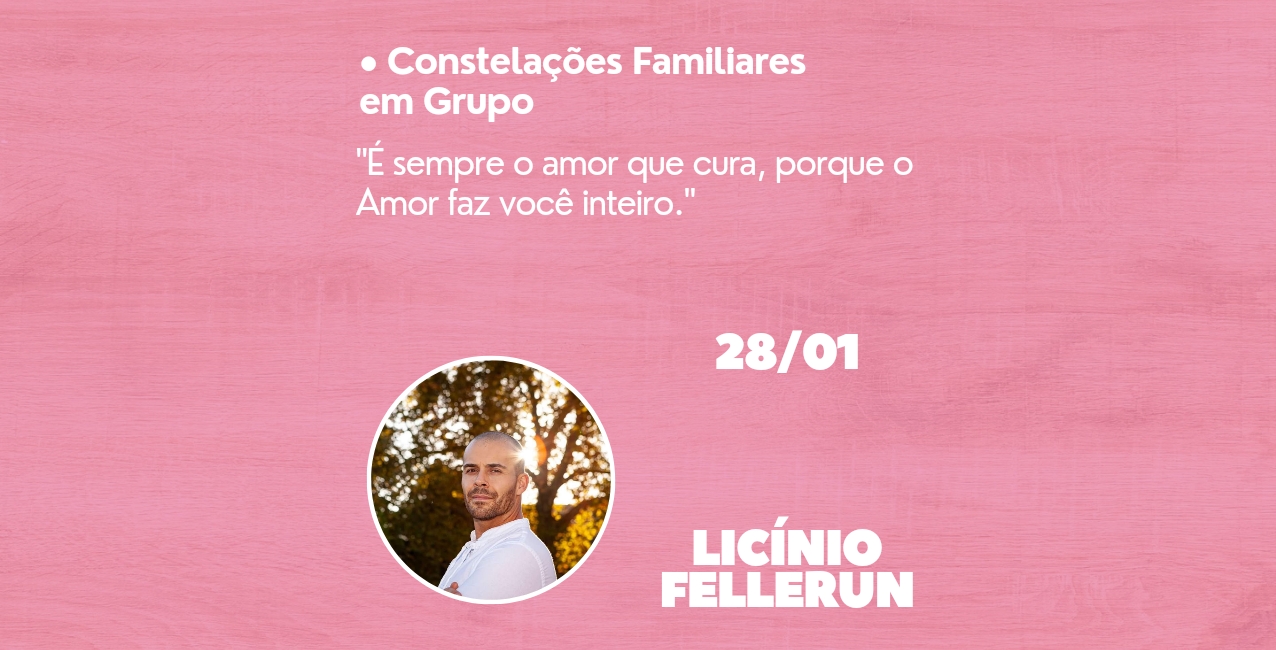 • Constelações Familiares
em Grupo
"É sempre o amor que cura, porque o
Amor faz você inteiro."
28/01
LICÍNIO
FELLERUN